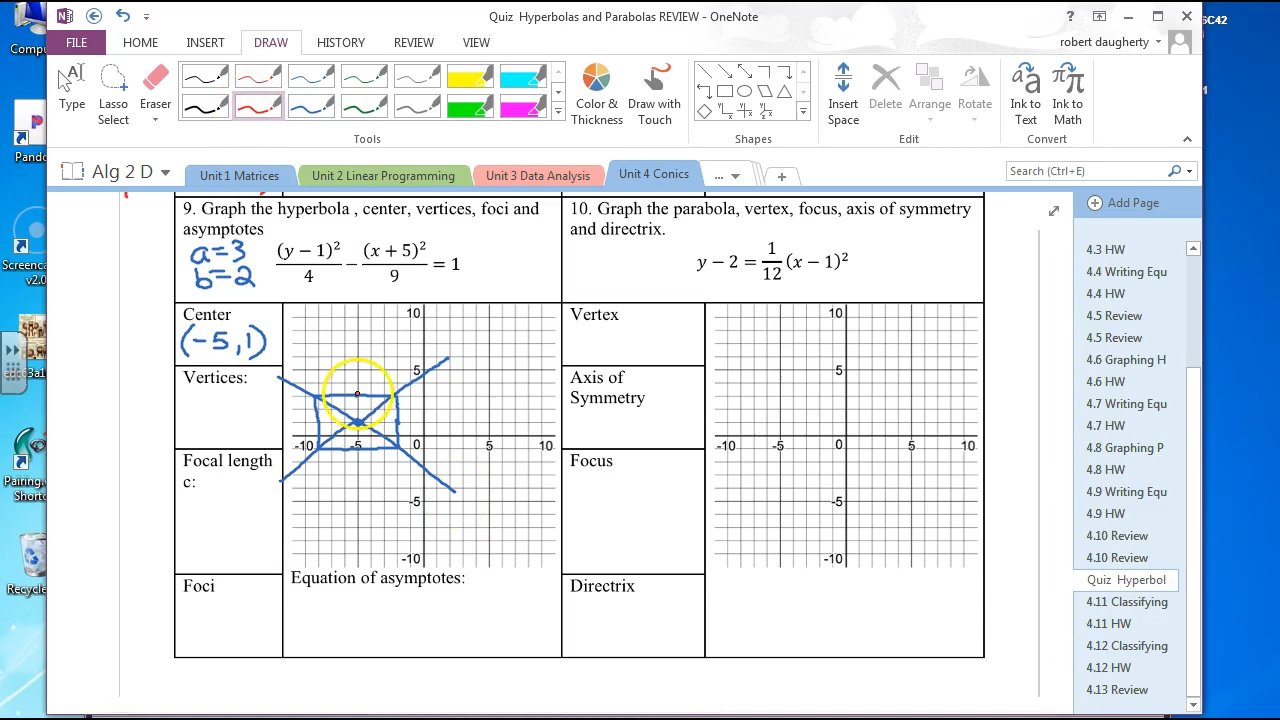 Quiz Hyperbolas and Parabolas REVIEW - OneNote
FILE HOME INSERT DRAW HISTORY REVIEW VIEW
robert daugherty
Type
Lasso Select
Eraser
Color & Thickness
Draw with Touch
Insert Space
Delete
Arrange
Rotate
Ink to Text
Ink to Math
Tools
Shapes
Edit
Convert
Alg 2 D
Unit 1 Matrices
Unit 2 Linear Programming
Unit 3 Data Analysis
Unit 4 Conics
...
Search (Ctrl+E)
Add Page
9. Graph the hyperbola , center, vertices, foci and
asymptotes
a=3
b=2
(y − 1)²/4 − (x + 5)²/9 = 1
Center
(-5,1)
Vertices:
Focal length
c:
Foci
10
5
-10 -5 0 5 10
-5
-10
Equation of asymptotes:
10. Graph the parabola, vertex, focus, axis of symmetry
and directrix.
y − 2 = 1/12 (x − 1)²
Vertex
Axis of
Symmetry
Focus
Directrix
10
5
-10 -5 0 5 10
-5
-10
4.3 HW
4.4 Writing Equ
4.4 HW
4.5 Review
4.5 Review
4.6 Graphing H
4.6 HW
4.7 Writing Equ
4.7 HW
4.8 Graphing P
4.8 HW
4.9 Writing Equ
4.9 HW
4.10 Review
4.10 Review
Quiz Hyperbol
4.11 Classifying
4.11 HW
4.12 Classifying
4.12 HW
4.13 Review
Compu
Pando
Screenca
v2.0
Pairing.
Shortc
Recycle
6C42